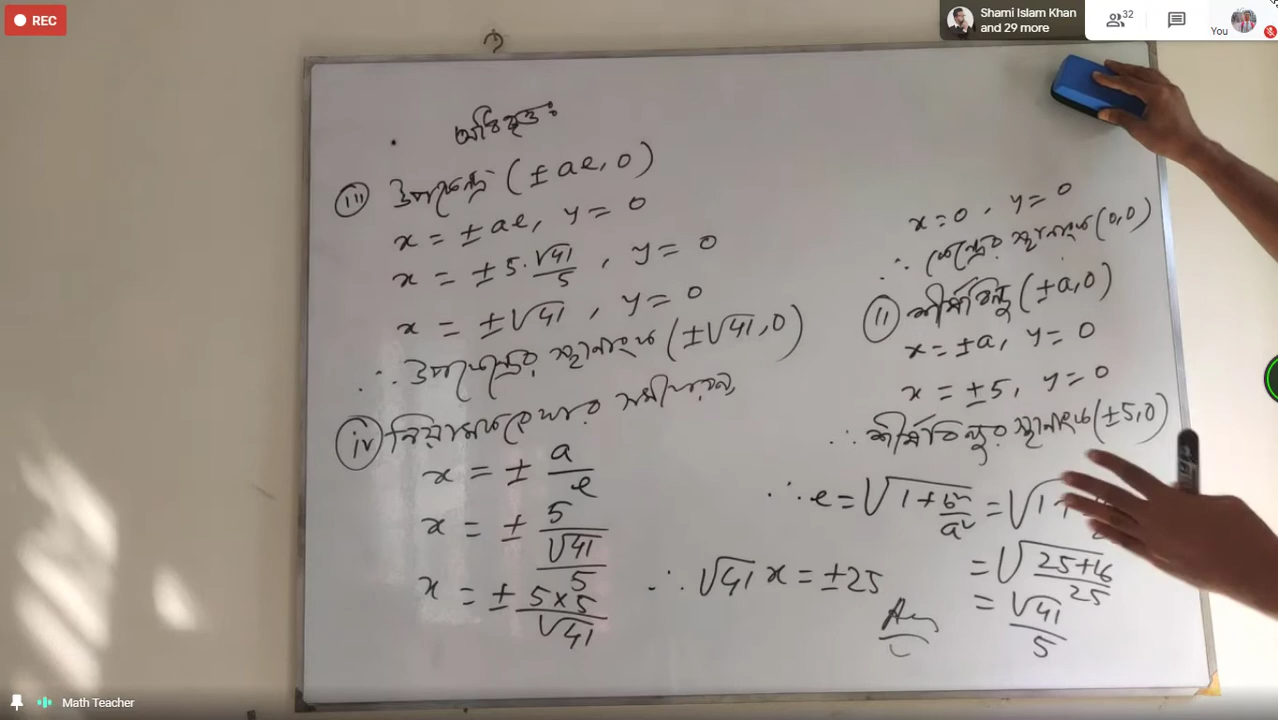 REC
Shami Islam Khan
and 29 more
32
You
অধিবৃত্তঃ
(iii) উপকেন্দ্র (± ae, 0)
x = ± ae, y = 0
x = ± 5 · √41/5, y = 0
x = ± √41, y = 0
∴ উপকেন্দ্রের স্থানাংক (±√41, 0)
(iv) নিয়ামকরেখার সমীকরণ,
x = ± a/e
x = ± 5/(√41/5)
x = ± (5×5)/√41
∴ √41 x = ±25
Ans
x = 0, y = 0
∴ কেন্দ্রের স্থানাংক (0,0)
(ii) শীর্ষবিন্দু (±a, 0)
x = ±a, y = 0
x = ±5, y = 0
∴ শীর্ষবিন্দুর স্থানাংক (±5, 0)
∴ e = √(1 + b²/a²) = √(1 +
= √((25+16)/25)
= √41/5
Math Teacher